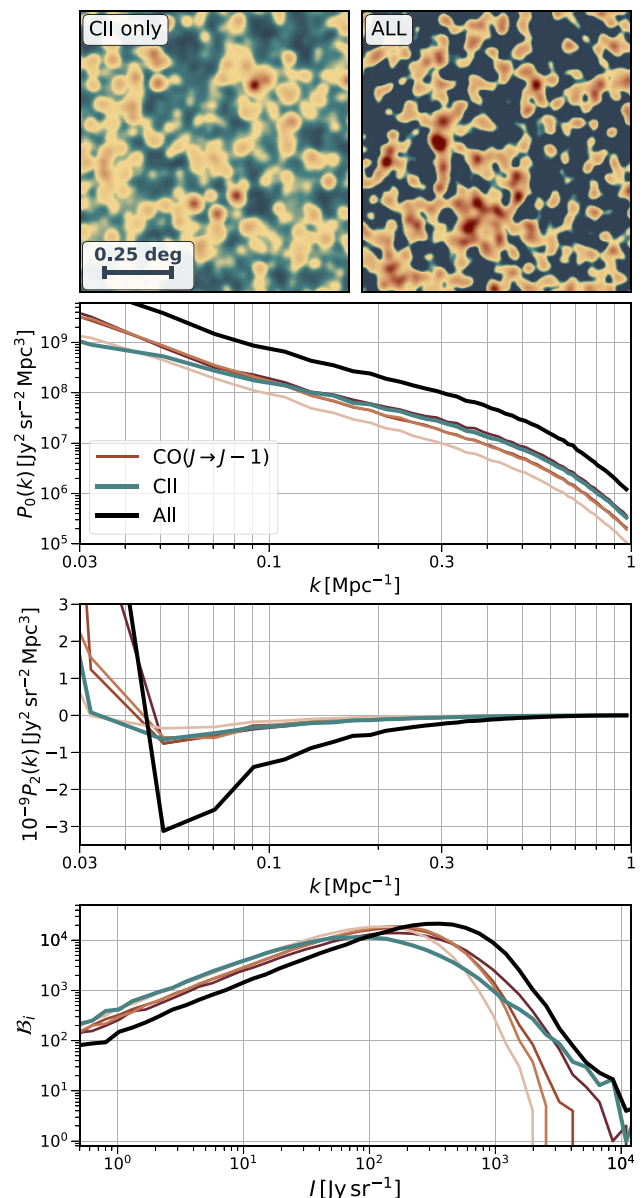 CII only
ALL
0.25 deg
10⁹
10⁸
10⁷
10⁶
10⁵
P₀(k) [Jy² sr⁻² Mpc³]
CO(J → J − 1)
CII
All
0.03
0.1
0.3
1
k [Mpc⁻¹]
3
2
1
0
−1
−2
−3
10⁻⁹P₂(k) [Jy² sr⁻² Mpc³]
0.03
0.1
0.3
1
k [Mpc⁻¹]
10⁴
10³
10²
10¹
10⁰
ℬᵢ
10⁰
10¹
10²
10³
10⁴
I [Jy sr⁻¹]